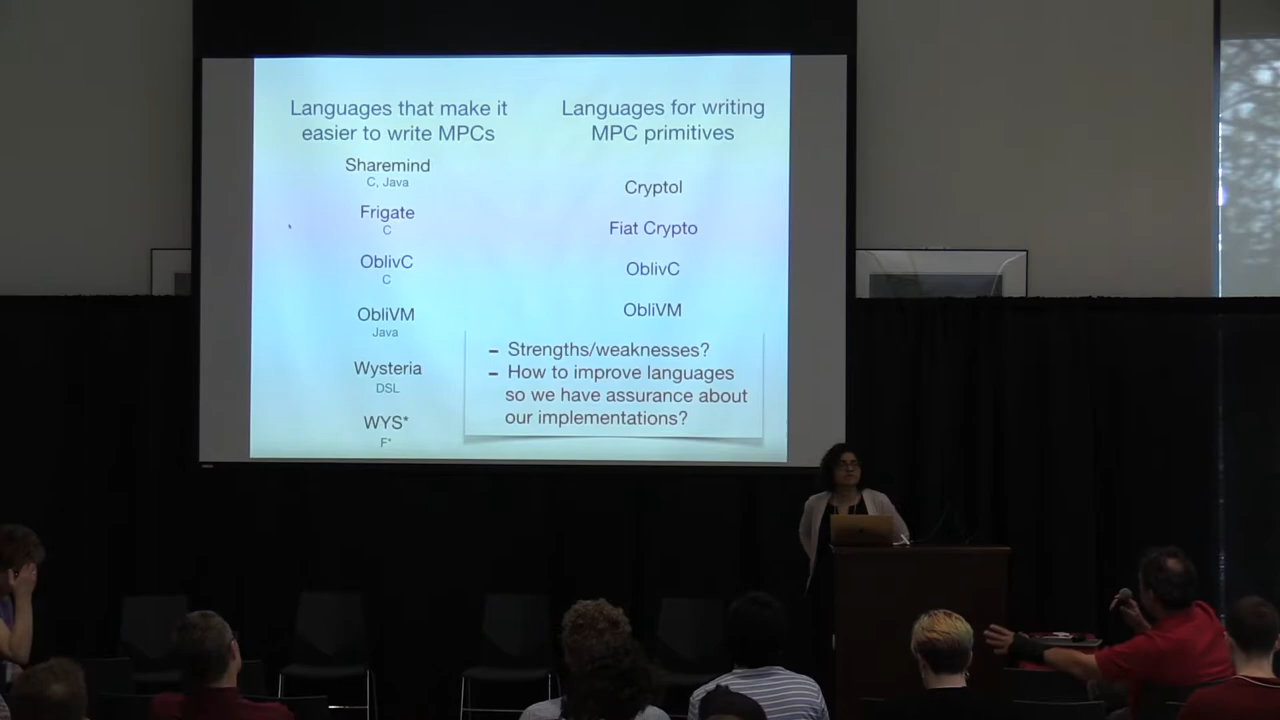 Languages that make it
easier to write MPCs
Sharemind
C, Java
Frigate
C
OblivC
C
ObliVM
Java
Wysteria
DSL
WYS*
F*
Languages for writing
MPC primitives
Cryptol
Fiat Crypto
OblivC
ObliVM
– Strengths/weaknesses?
– How to improve languages
so we have assurance about
our implementations?